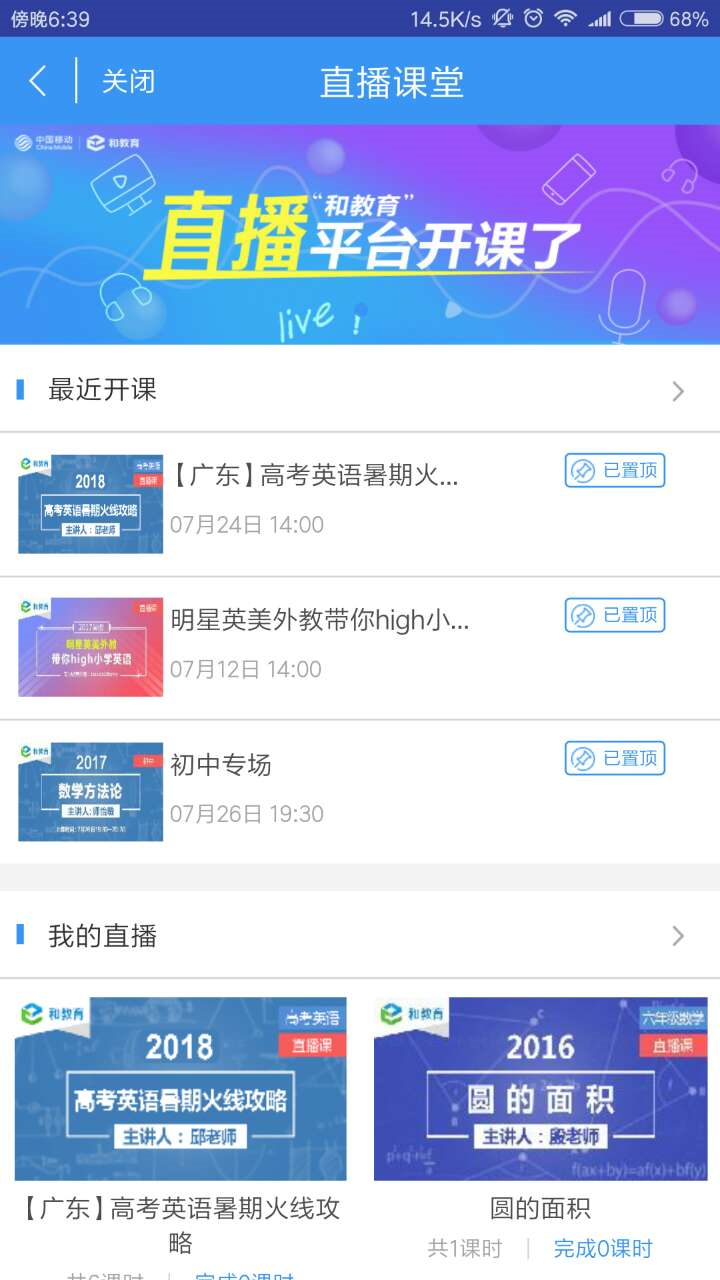 傍晚6:39
14.5K/s
68%
关闭
直播课堂
中国移动
China Mobile
和教育
直播“和教育”
平台开课了
live!
最近开课
和教育
高考英语
2018
直播课
高考英语暑期火线攻略
主讲人：邱老师
【广东】高考英语暑期火...
已置顶
07月24日 14:00
和教育
直播课
明星英美外教
带你high小学英语
明星英美外教带你high小...
已置顶
07月12日 14:00
和教育
2017
初中
数学方法论
初中专场
已置顶
07月26日 19:30
我的直播
和教育
高考英语
2018
直播课
高考英语暑期火线攻略
主讲人：邱老师
【广东】高考英语暑期火线攻
略
共6课时
完成0课时
和教育
六年级数学
2016
直播课
圆的面积
主讲人：殷老师
f(ax+by)=af(x)+bf(y)
圆的面积
共1课时
完成0课时